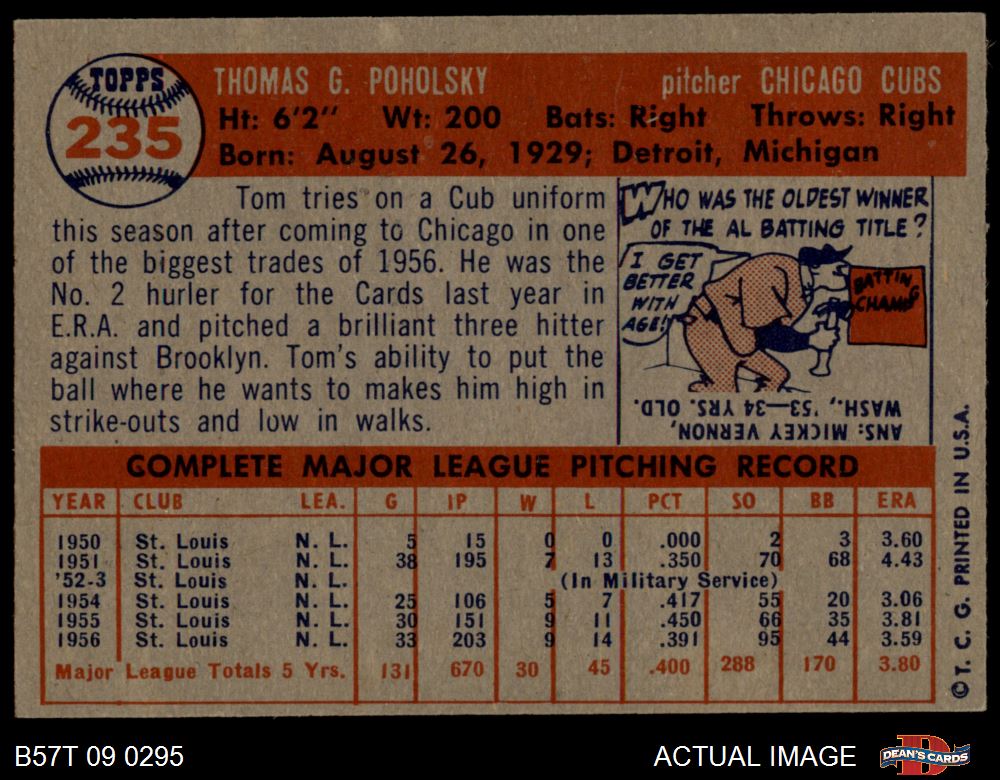 TOPPS
235
THOMAS G. POHOLSKY pitcher CHICAGO CUBS
Ht: 6'2" Wt: 200 Bats: Right Throws: Right
Born: August 26, 1929; Detroit, Michigan
Tom tries on a Cub uniform
this season after coming to Chicago in one
of the biggest trades of 1956. He was the
No. 2 hurler for the Cards last year in
E.R.A. and pitched a brilliant three hitter
against Brooklyn. Tom's ability to put the
ball where he wants to makes him high in
strike-outs and low in walks.
WHO WAS THE OLDEST WINNER
OF THE AL BATTING TITLE?
I GET
BETTER
WITH
AGE!
BATTING
CHAMP
ANS: MICKEY VERNON,
WASH., '53—34 YRS. OLD.
COMPLETE MAJOR LEAGUE PITCHING RECORD
YEAR CLUB LEA. G IP W L PCT SO BB ERA
1950 St. Louis N. L. 5 15 0 0 .000 2 3 3.60
1951 St. Louis N. L. 38 195 7 13 .350 70 68 4.43
'52-3 St. Louis N. L. (In Military Service)
1954 St. Louis N. L. 25 106 5 7 .417 55 20 3.06
1955 St. Louis N. L. 30 151 9 11 .450 66 35 3.81
1956 St. Louis N. L. 33 203 9 14 .391 95 44 3.59
Major League Totals 5 Yrs. 131 670 30 45 .400 288 170 3.80
©T. C. G. PRINTED IN U.S.A.
B57T 09 0295 ACTUAL IMAGE
DEAN'S CARDS